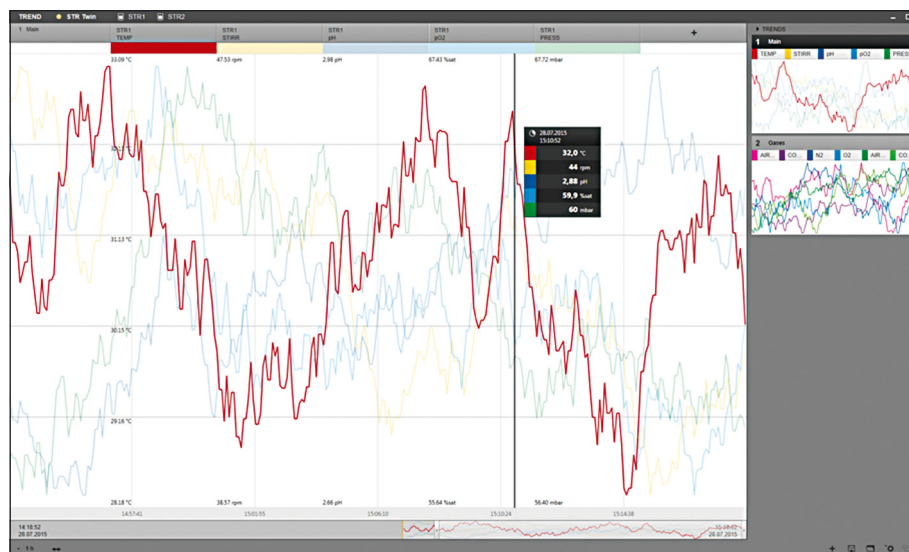 TREND STR Twin STR1 STR2
1 Main
STR1
TEMP
STR1
STIRR
STR1
pH
STR1
pO2
STR1
PRESS
+
33.09 °C 47.53 rpm 2.98 pH 67.43 %sat 67.72 mbar
31.13 °C
30.15 °C
29.16 °C
28.18 °C 38.57 rpm 2.66 pH 55.64 %sat 56.40 mbar
28.07.2015
15:10:52
32,0 °C
44 rpm
2,88 pH
59,9 %sat
60 mbar
14:57:41 15:01:55 15:06:10 15:10:24 15:14:38
14:18:52
28.07.2015
28.07.2015
- 1 h
TRENDS
1 Main
TEMP STIRR pH pO2 PRES
2 Gases
AIR... CO... N2 O2 AIR... CO